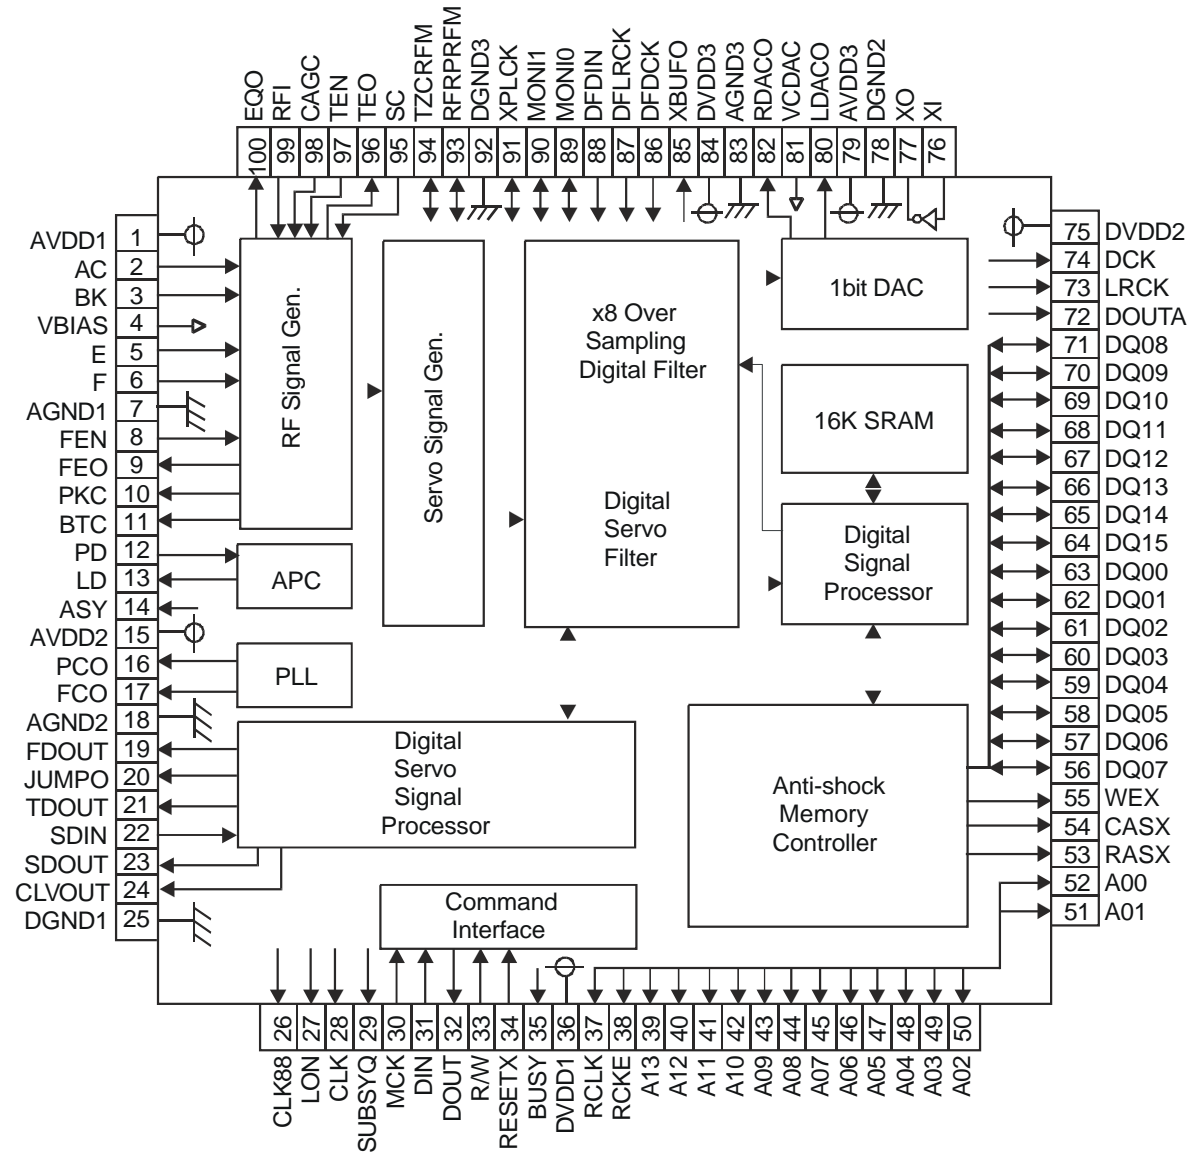 EQO
RFI
CAGC
TEN
TEO
SC
TZCRFM
RFRPRFM
DGND3
XPLCK
MONI1
MONI0
DFDIN
DFLRCK
DFDCK
XBUFO
DVDD3
AGND3
RDACO
VCDAC
LDACO
AVDD3
DGND2
XO
XI
100
99
98
97
96
95
94
93
92
91
90
89
88
87
86
85
84
83
82
81
80
79
78
77
76
AVDD1 1
AC 2
BK 3
VBIAS 4
E 5
F 6
AGND1 7
FEN 8
FEO 9
PKC 10
BTC 11
PD 12
LD 13
ASY 14
AVDD2 15
PCO 16
FCO 17
AGND2 18
FDOUT 19
JUMPO 20
TDOUT 21
SDIN 22
SDOUT 23
CLVOUT 24
DGND1 25
RF Signal Gen.
Servo Signal Gen.
x8 Over
Sampling
Digital Filter
Digital
Servo
Filter
1bit DAC
16K SRAM
Digital
Signal
Processor
APC
PLL
Digital
Servo
Signal
Processor
Anti-shock
Memory
Controller
Command
Interface
75 DVDD2
74 DCK
73 LRCK
72 DOUTA
71 DQ08
70 DQ09
69 DQ10
68 DQ11
67 DQ12
66 DQ13
65 DQ14
64 DQ15
63 DQ00
62 DQ01
61 DQ02
60 DQ03
59 DQ04
58 DQ05
57 DQ06
56 DQ07
55 WEX
54 CASX
53 RASX
52 A00
51 A01
26
27
28
29
30
31
32
33
34
35
36
37
38
39
40
41
42
43
44
45
46
47
48
49
50
CLK88
LON
CLK
SUBSYQ
MCK
DIN
DOUT
R/W
RESETX
BUSY
DVDD1
RCLK
RCKE
A13
A12
A11
A10
A09
A08
A07
A06
A05
A04
A03
A02